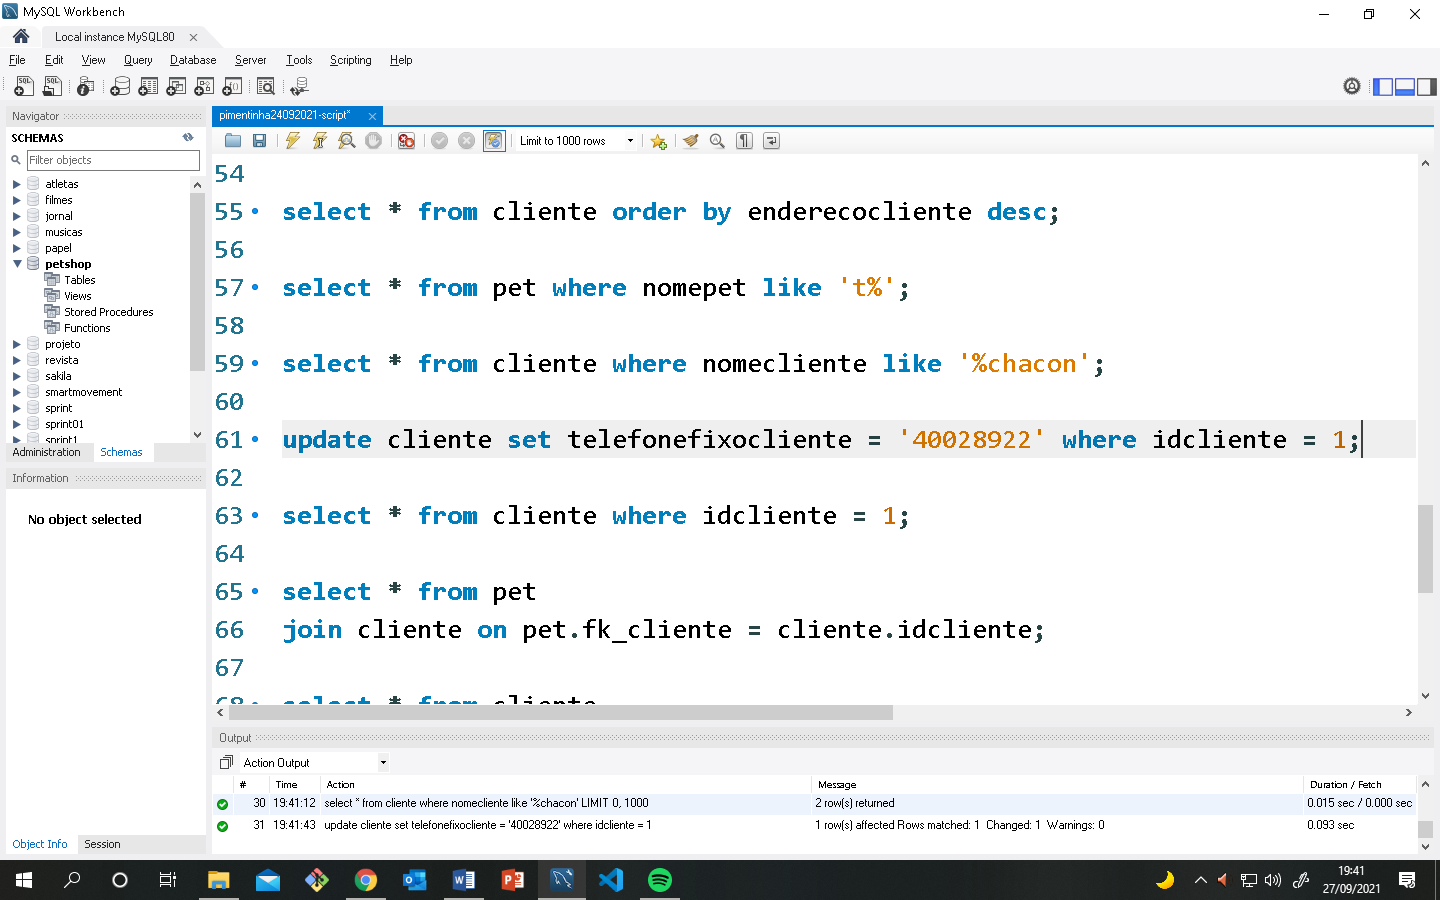 MySQL Workbench
Local instance MySQL80
File Edit View Query Database Server Tools Scripting Help
Navigator
SCHEMAS
Filter objects
atletas
filmes
jornal
musicas
papel
petshop
Tables
Views
Stored Procedures
Functions
projeto
revista
sakila
smartmovement
sprint
sprint01
sprint1
Administration Schemas
Information
No object selected
Object Info Session
pimentinha24092021-script*
Limit to 1000 rows
54
55 select * from cliente order by enderecocliente desc;
56
57 select * from pet where nomepet like 't%';
58
59 select * from cliente where nomecliente like '%chacon';
60
61 update cliente set telefonefixocliente = '40028922' where idcliente = 1;
62
63 select * from cliente where idcliente = 1;
64
65 select * from pet
66 join cliente on pet.fk_cliente = cliente.idcliente;
67
68 select * from cliente
Output
Action Output
# Time Action Message Duration / Fetch
30 19:41:12 select * from cliente where nomecliente like '%chacon' LIMIT 0, 1000 2 row(s) returned 0.015 sec / 0.000 sec
31 19:41:43 update cliente set telefonefixocliente = '40028922' where idcliente = 1 1 row(s) affected Rows matched: 1 Changed: 1 Warnings: 0 0.093 sec
19:41
27/09/2021